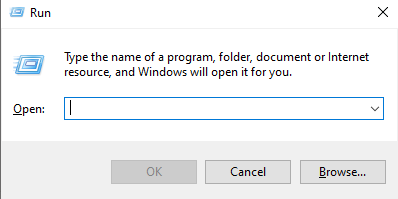 Run
Type the name of a program, folder, document or Internet
resource, and Windows will open it for you.
Open:
OK Cancel Browse...